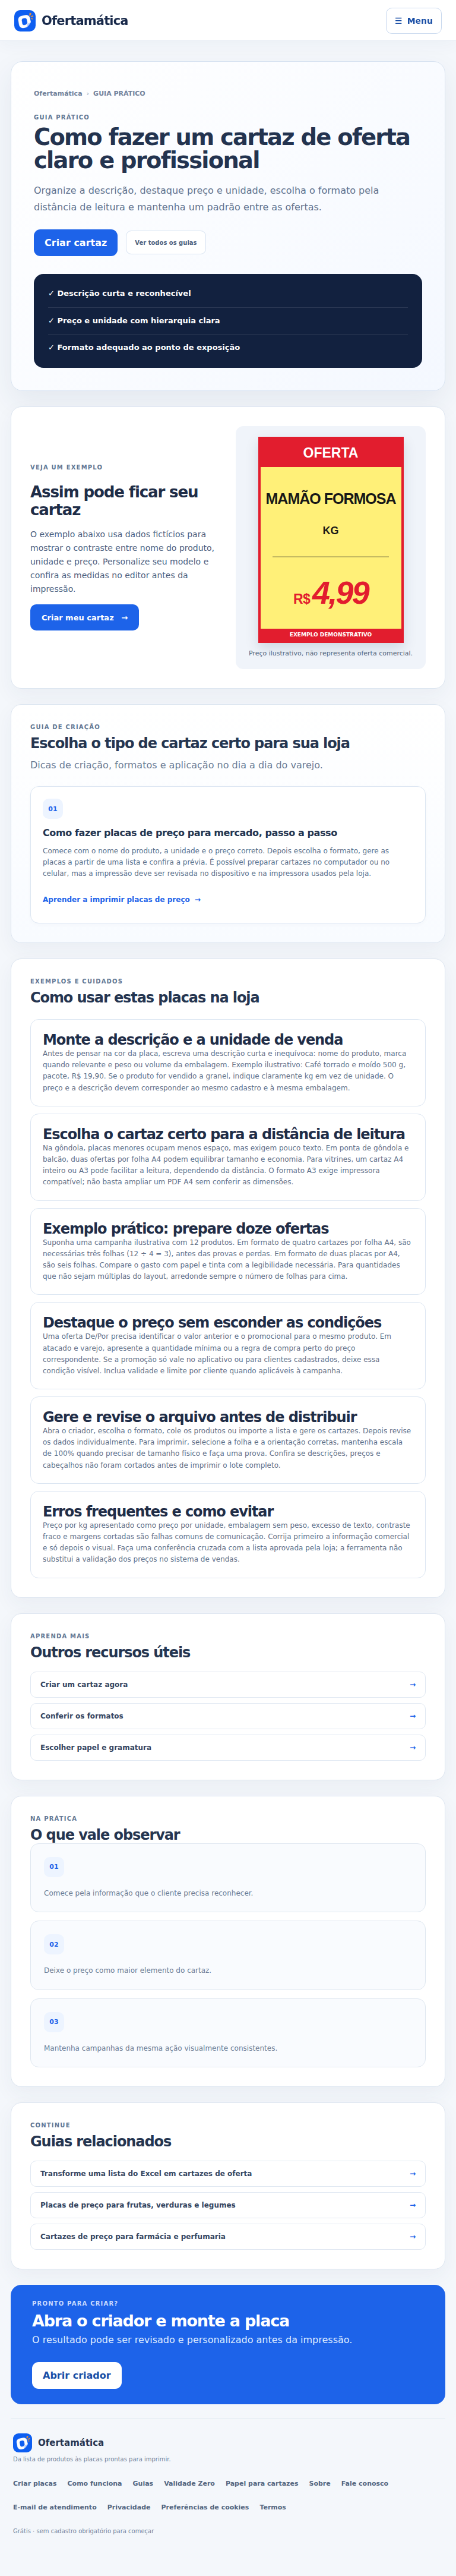 Ofertamática
☰ Menu
Ofertamática › GUIA PRÁTICO
GUIA PRÁTICO
Como fazer um cartaz de oferta
claro e profissional
Organize a descrição, destaque preço e unidade, escolha o formato pela
distância de leitura e mantenha um padrão entre as ofertas.
Criar cartaz
Ver todos os guias
✓ Descrição curta e reconhecível
✓ Preço e unidade com hierarquia clara
✓ Formato adequado ao ponto de exposição
VEJA UM EXEMPLO
Assim pode ficar seu
cartaz
O exemplo abaixo usa dados fictícios para
mostrar o contraste entre nome do produto,
unidade e preço. Personalize seu modelo e
confira as medidas no editor antes da
impressão.
Criar meu cartaz →
OFERTA
MAMÃO FORMOSA
KG
R$ 4,99
EXEMPLO DEMONSTRATIVO
Preço ilustrativo, não representa oferta comercial.
GUIA DE CRIAÇÃO
Escolha o tipo de cartaz certo para sua loja
Dicas de criação, formatos e aplicação no dia a dia do varejo.
01
Como fazer placas de preço para mercado, passo a passo
Comece com o nome do produto, a unidade e o preço correto. Depois escolha o formato, gere as
placas a partir de uma lista e confira a prévia. É possível preparar cartazes no computador ou no
celular, mas a impressão deve ser revisada no dispositivo e na impressora usados pela loja.
Aprender a imprimir placas de preço →
EXEMPLOS E CUIDADOS
Como usar estas placas na loja
Monte a descrição e a unidade de venda
Antes de pensar na cor da placa, escreva uma descrição curta e inequívoca: nome do produto, marca
quando relevante e peso ou volume da embalagem. Exemplo ilustrativo: Café torrado e moído 500 g,
pacote, R$ 19,90. Se o produto for vendido a granel, indique claramente kg em vez de unidade. O
preço e a descrição devem corresponder ao mesmo cadastro e à mesma embalagem.
Escolha o cartaz certo para a distância de leitura
Na gôndola, placas menores ocupam menos espaço, mas exigem pouco texto. Em ponta de gôndola e
balcão, duas ofertas por folha A4 podem equilibrar tamanho e economia. Para vitrines, um cartaz A4
inteiro ou A3 pode facilitar a leitura, dependendo da distância. O formato A3 exige impressora
compatível; não basta ampliar um PDF A4 sem conferir as dimensões.
Exemplo prático: prepare doze ofertas
Suponha uma campanha ilustrativa com 12 produtos. Em formato de quatro cartazes por folha A4, são
necessárias três folhas (12 ÷ 4 = 3), antes das provas e perdas. Em formato de duas placas por A4,
são seis folhas. Compare o gasto com papel e tinta com a legibilidade necessária. Para quantidades
que não sejam múltiplas do layout, arredonde sempre o número de folhas para cima.
Destaque o preço sem esconder as condições
Uma oferta De/Por precisa identificar o valor anterior e o promocional para o mesmo produto. Em
atacado e varejo, apresente a quantidade mínima ou a regra de compra perto do preço
correspondente. Se a promoção só vale no aplicativo ou para clientes cadastrados, deixe essa
condição visível. Inclua validade e limite por cliente quando aplicáveis à campanha.
Gere e revise o arquivo antes de distribuir
Abra o criador, escolha o formato, cole os produtos ou importe a lista e gere os cartazes. Depois revise
os dados individualmente. Para imprimir, selecione a folha e a orientação corretas, mantenha escala
de 100% quando precisar de tamanho físico e faça uma prova. Confira se descrições, preços e
cabeçalhos não foram cortados antes de imprimir o lote completo.
Erros frequentes e como evitar
Preço por kg apresentado como preço por unidade, embalagem sem peso, excesso de texto, contraste
fraco e margens cortadas são falhas comuns de comunicação. Corrija primeiro a informação comercial
e só depois o visual. Faça uma conferência cruzada com a lista aprovada pela loja; a ferramenta não
substitui a validação dos preços no sistema de vendas.
APRENDA MAIS
Outros recursos úteis
Criar um cartaz agora →
Conferir os formatos →
Escolher papel e gramatura →
NA PRÁTICA
O que vale observar
01
Comece pela informação que o cliente precisa reconhecer.
02
Deixe o preço como maior elemento do cartaz.
03
Mantenha campanhas da mesma ação visualmente consistentes.
CONTINUE
Guias relacionados
Transforme uma lista do Excel em cartazes de oferta →
Placas de preço para frutas, verduras e legumes →
Cartazes de preço para farmácia e perfumaria →
PRONTO PARA CRIAR?
Abra o criador e monte a placa
O resultado pode ser revisado e personalizado antes da impressão.
Abrir criador
Ofertamática
Da lista de produtos às placas prontas para imprimir.
Criar placas Como funciona Guias Validade Zero Papel para cartazes Sobre Fale conosco
E-mail de atendimento Privacidade Preferências de cookies Termos
Grátis · sem cadastro obrigatório para começar